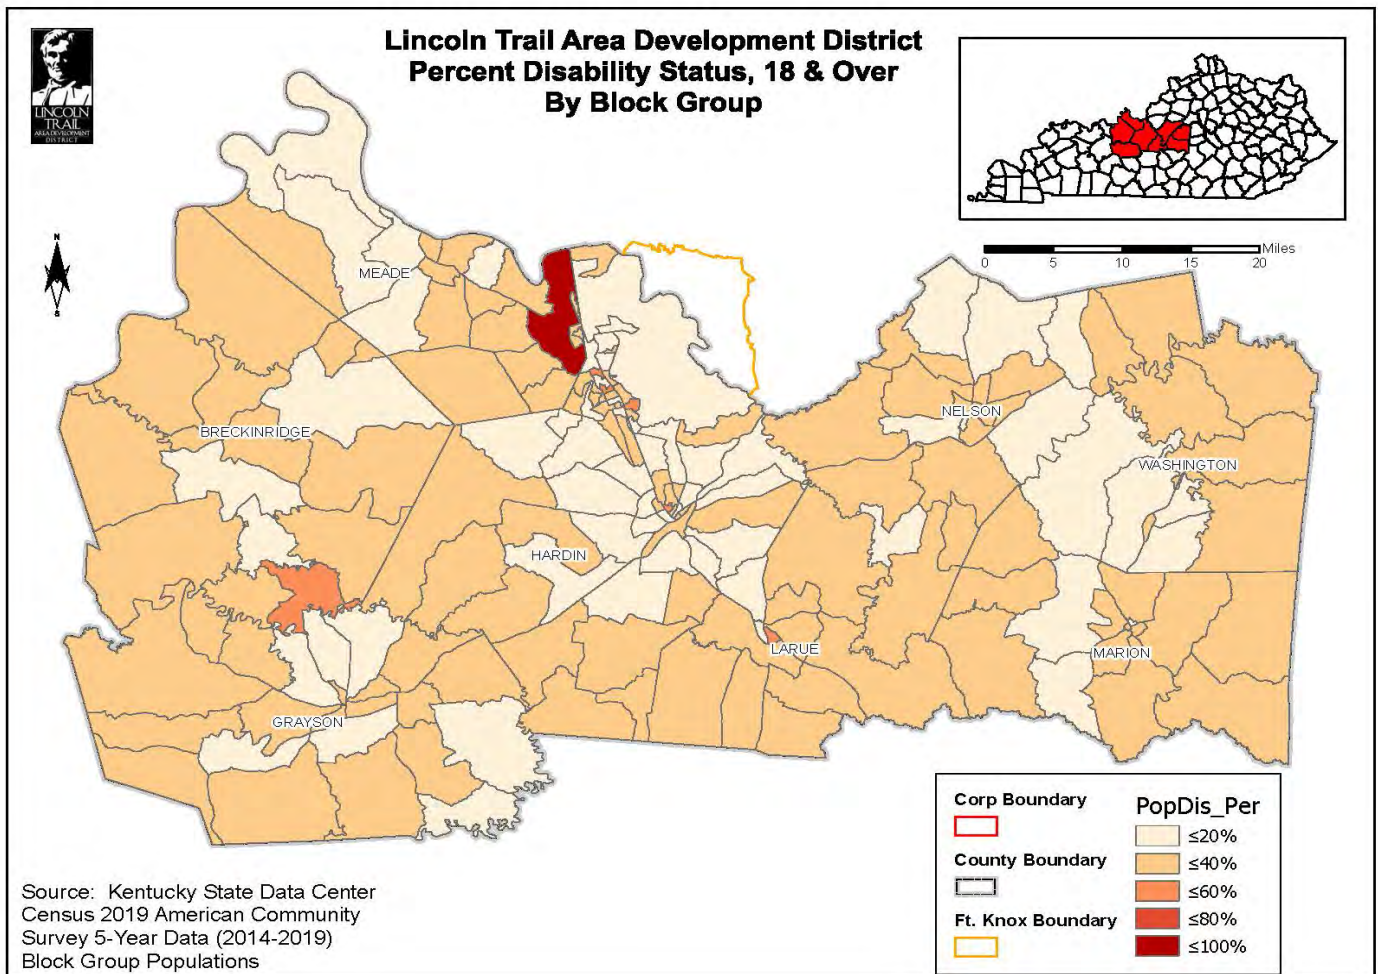 Lincoln Trail Area Development District
Percent Disability Status, 18 & Over
By Block Group
LINCOLN
TRAIL
AREA DEVELOPMENT
DISTRICT
N
S
Miles
0 5 10 15 20
MEADE
BRECKINRIDGE
NELSON
WASHINGTON
HARDIN
LARUE
MARION
GRAYSON
Corp Boundary
County Boundary
Ft. Knox Boundary
PopDis_Per
≤20%
≤40%
≤60%
≤80%
≤100%
Source: Kentucky State Data Center
Census 2019 American Community
Survey 5-Year Data (2014-2019)
Block Group Populations